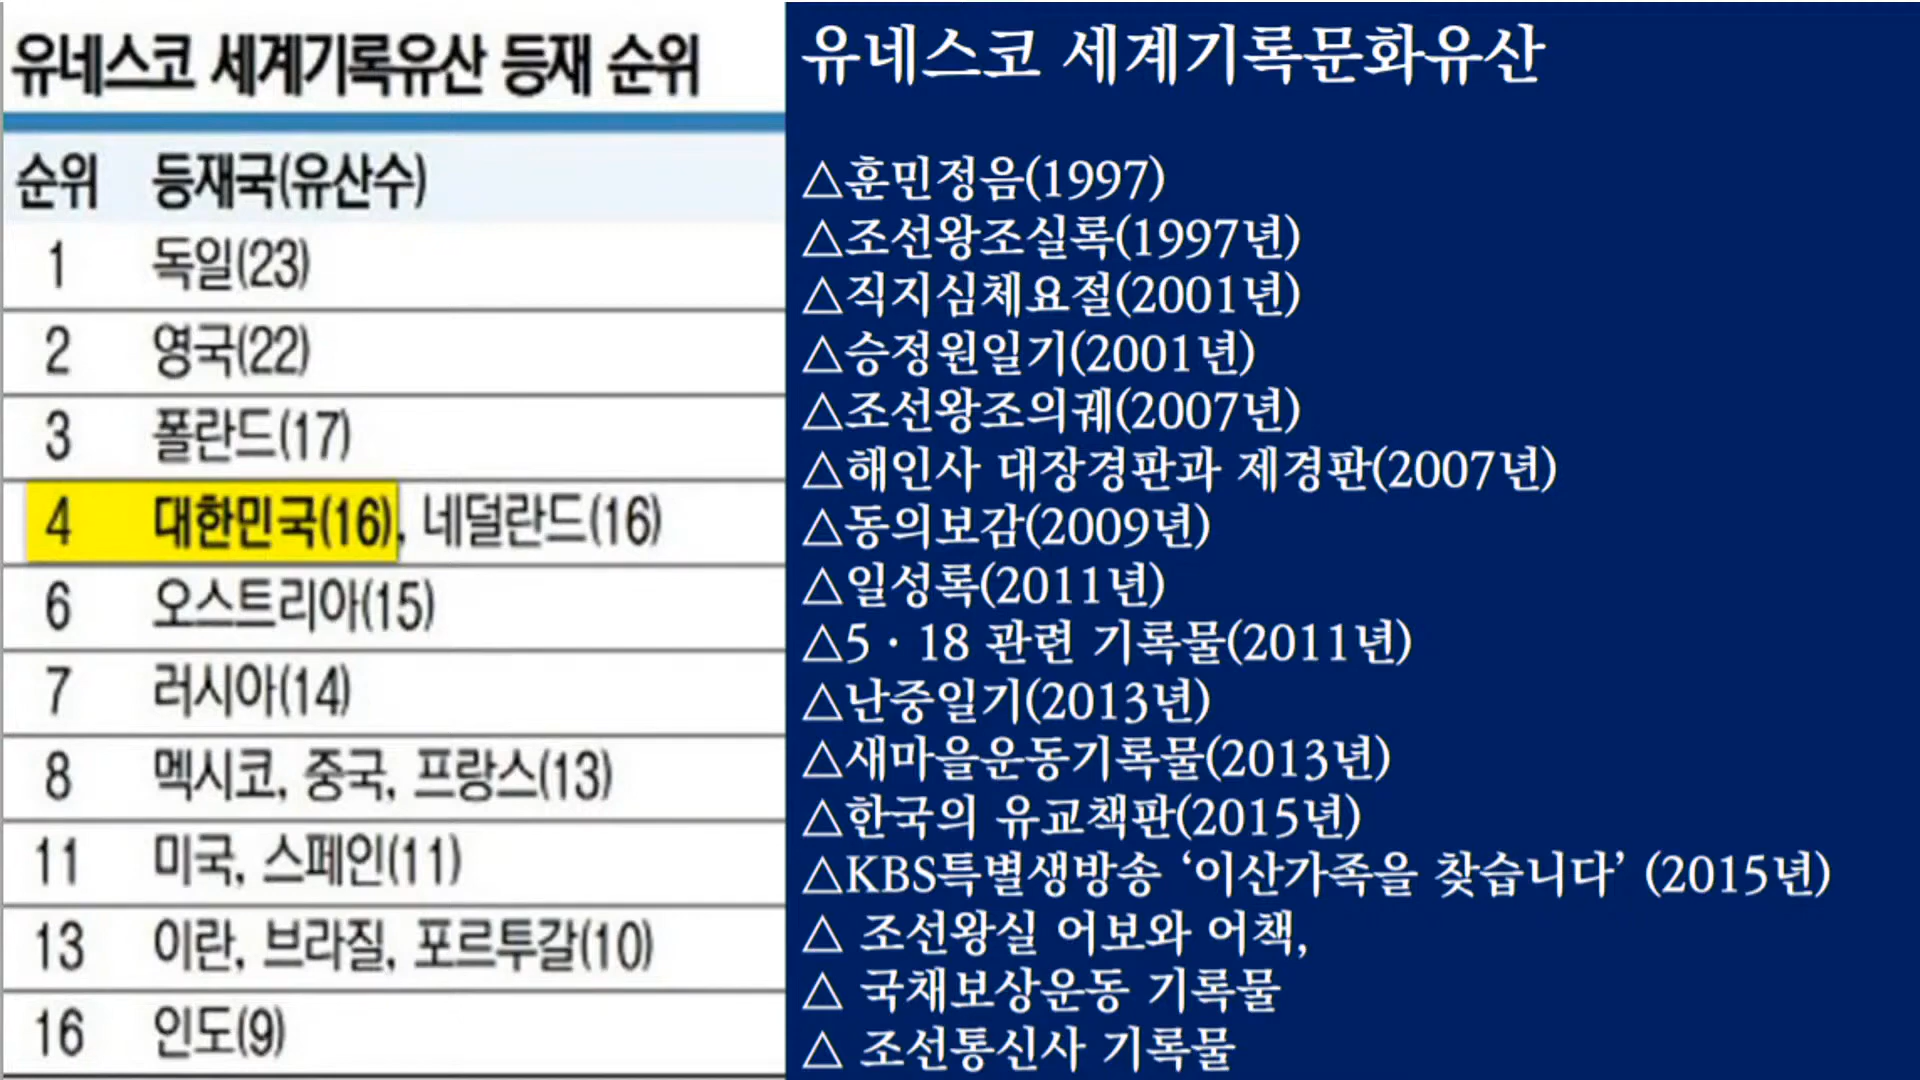 유네스코 세계기록유산 등재 순위
순위 등재국(유산수)
1 독일(23)
2 영국(22)
3 폴란드(17)
4 대한민국(16), 네덜란드(16)
6 오스트리아(15)
7 러시아(14)
8 멕시코, 중국, 프랑스(13)
11 미국, 스페인(11)
13 이란, 브라질, 포르투갈(10)
16 인도(9)
유네스코 세계기록문화유산
△훈민정음(1997)
△조선왕조실록(1997년)
△직지심체요절(2001년)
△승정원일기(2001년)
△조선왕조의궤(2007년)
△해인사 대장경판과 제경판(2007년)
△동의보감(2009년)
△일성록(2011년)
△5·18 관련 기록물(2011년)
△난중일기(2013년)
△새마을운동기록물(2013년)
△한국의 유교책판(2015년)
△KBS특별생방송 ‘이산가족을 찾습니다’ (2015년)
△ 조선왕실 어보와 어책,
△ 국채보상운동 기록물
△ 조선통신사 기록물